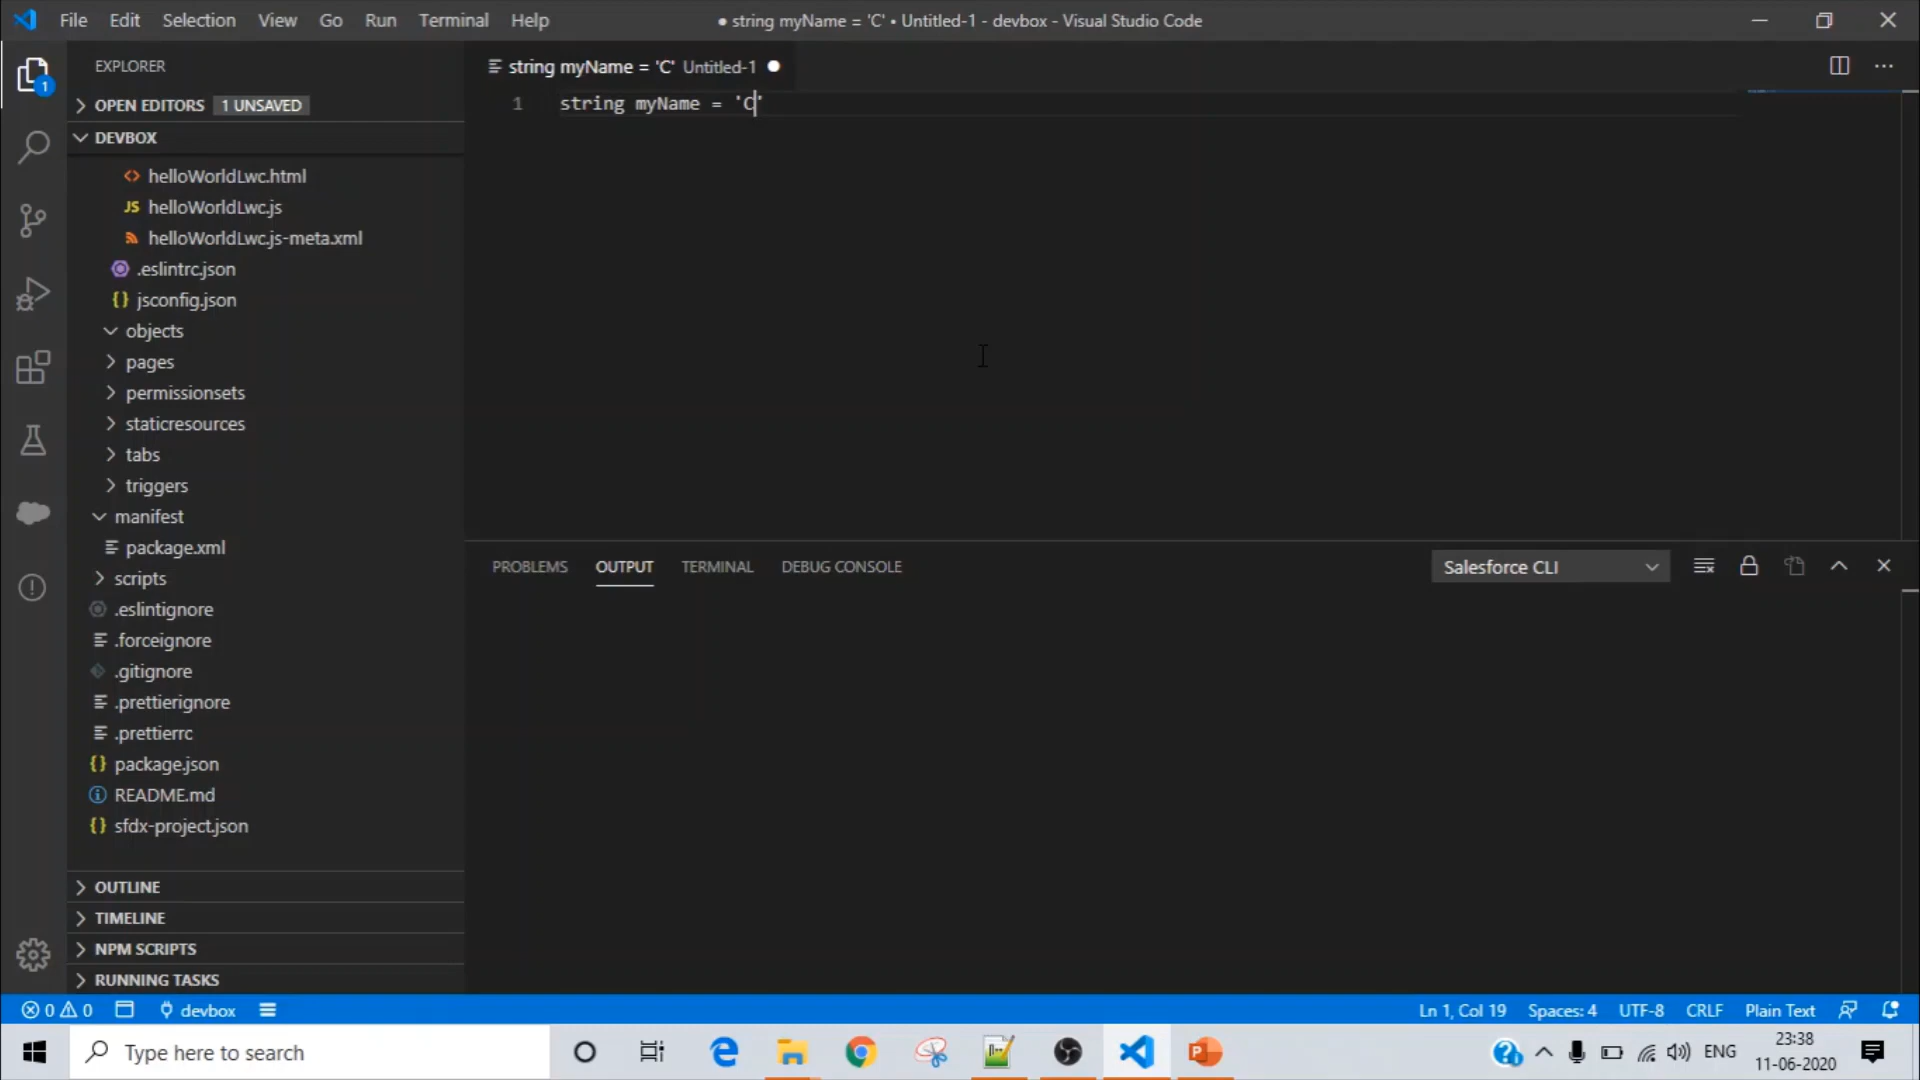 File Edit Selection View Go Run Terminal Help
● string myName = 'C' • Untitled-1 - devbox - Visual Studio Code
1
EXPLORER
OPEN EDITORS 1 UNSAVED
DEVBOX
helloWorldLwc.html
JS helloWorldLwc.js
helloWorldLwc.js-meta.xml
.eslintrc.json
{} jsconfig.json
objects
pages
permissionsets
staticresources
tabs
triggers
manifest
package.xml
scripts
.eslintignore
.forceignore
.gitignore
.prettierignore
.prettierrc
{} package.json
README.md
{} sfdx-project.json
OUTLINE
TIMELINE
NPM SCRIPTS
RUNNING TASKS
string myName = 'C' Untitled-1 ●
1 string myName = 'C'
PROBLEMS OUTPUT TERMINAL DEBUG CONSOLE
Salesforce CLI
0 0 devbox
Ln 1, Col 19 Spaces: 4 UTF-8 CRLF Plain Text
Type here to search
ENG
23:38
11-06-2020